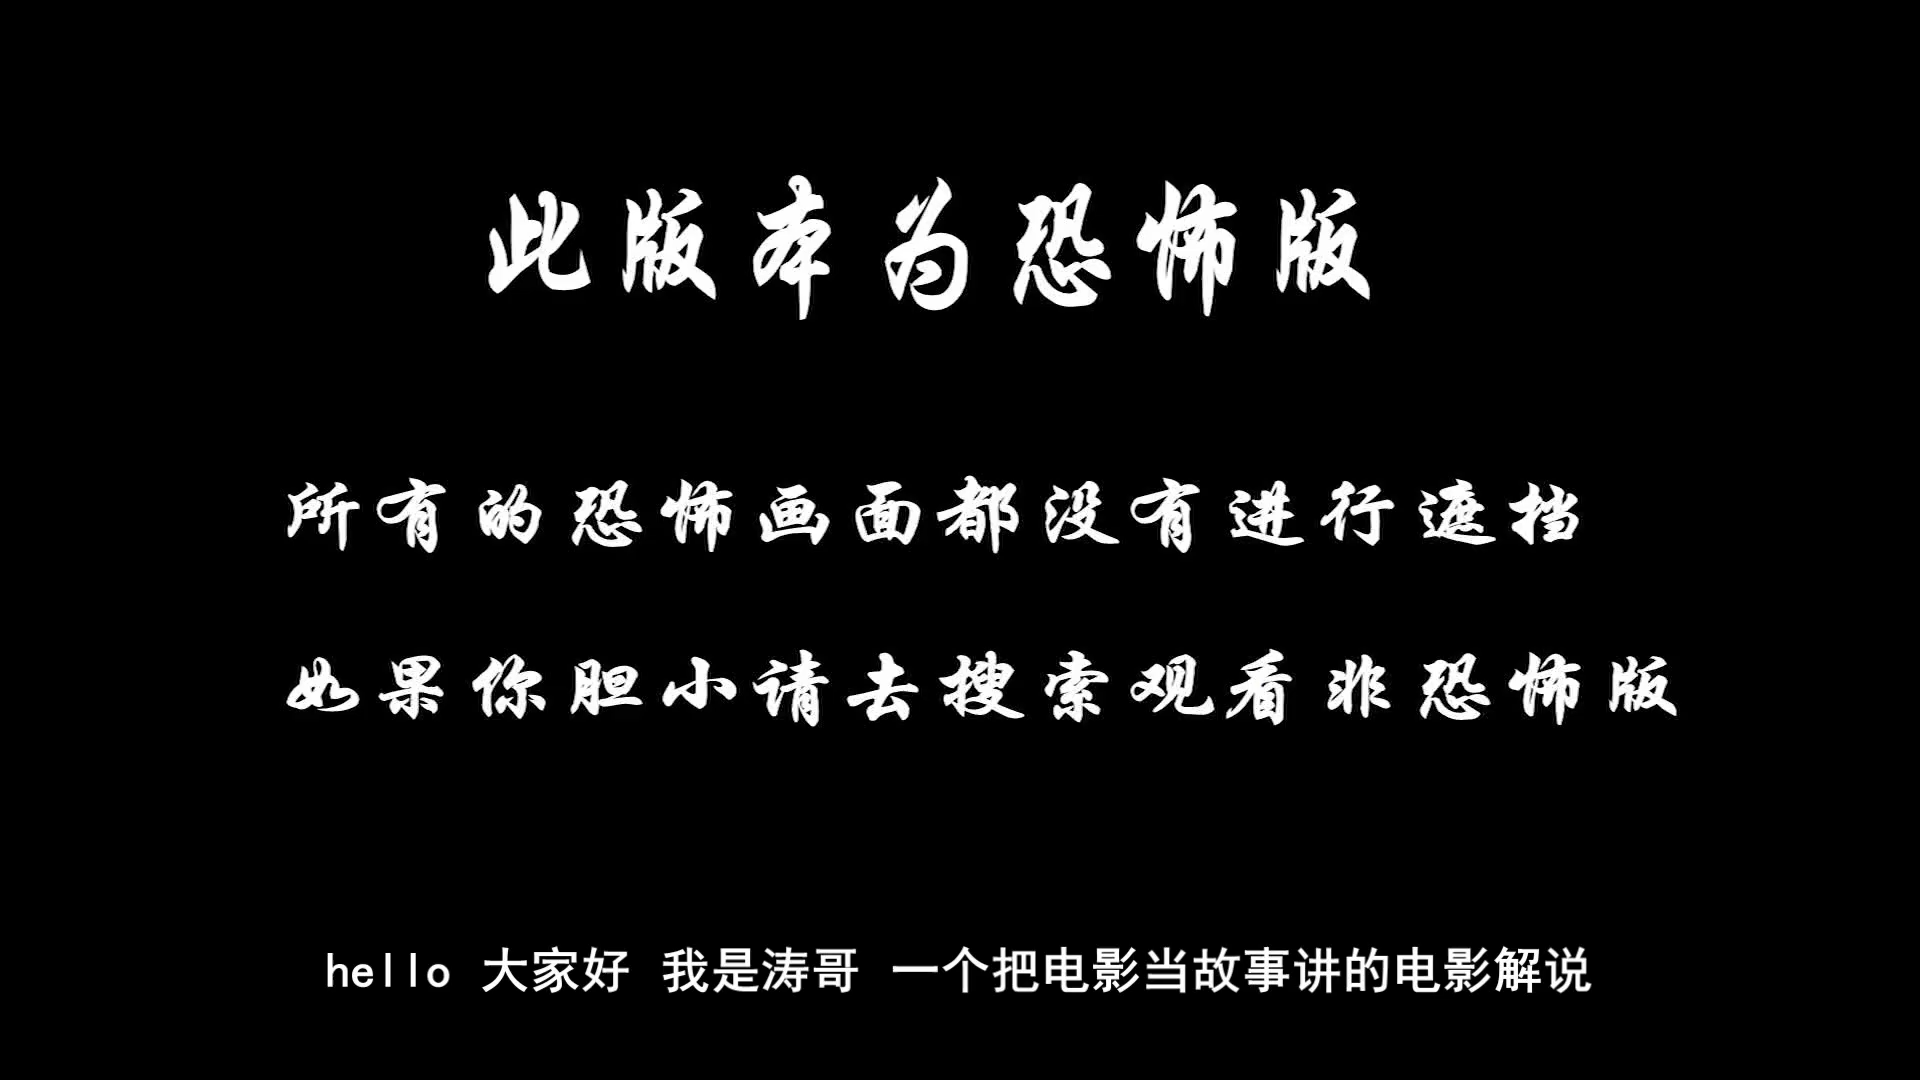 此版本为恐怖版
所有的恐怖画面都没有进行遮挡
如果你胆小请去搜索观看非恐怖版
hello 大家好 我是涛哥 一个把电影当故事讲的电影解说